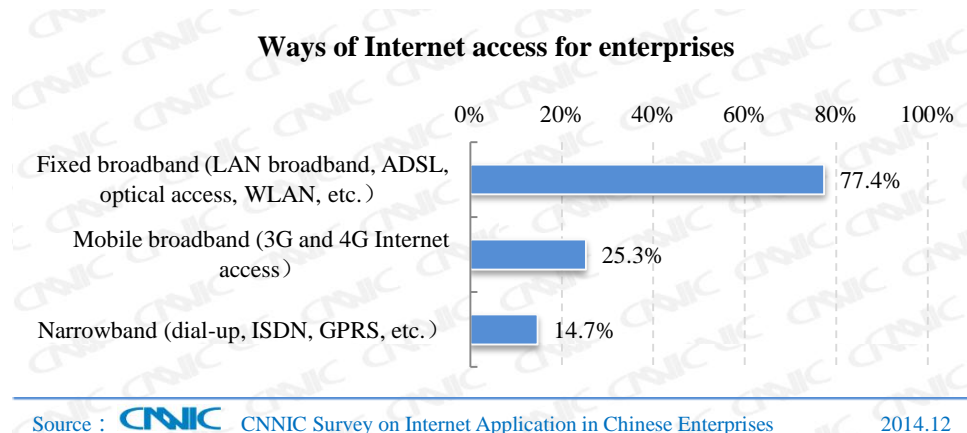 Ways of Internet access for enterprises
0% 20% 40% 60% 80% 100%
Fixed broadband (LAN broadband, ADSL,
optical access, WLAN, etc.）
77.4%
Mobile broadband (3G and 4G Internet
access）
25.3%
Narrowband (dial-up, ISDN, GPRS, etc.）
14.7%
Source： CNNIC CNNIC Survey on Internet Application in Chinese Enterprises 2014.12